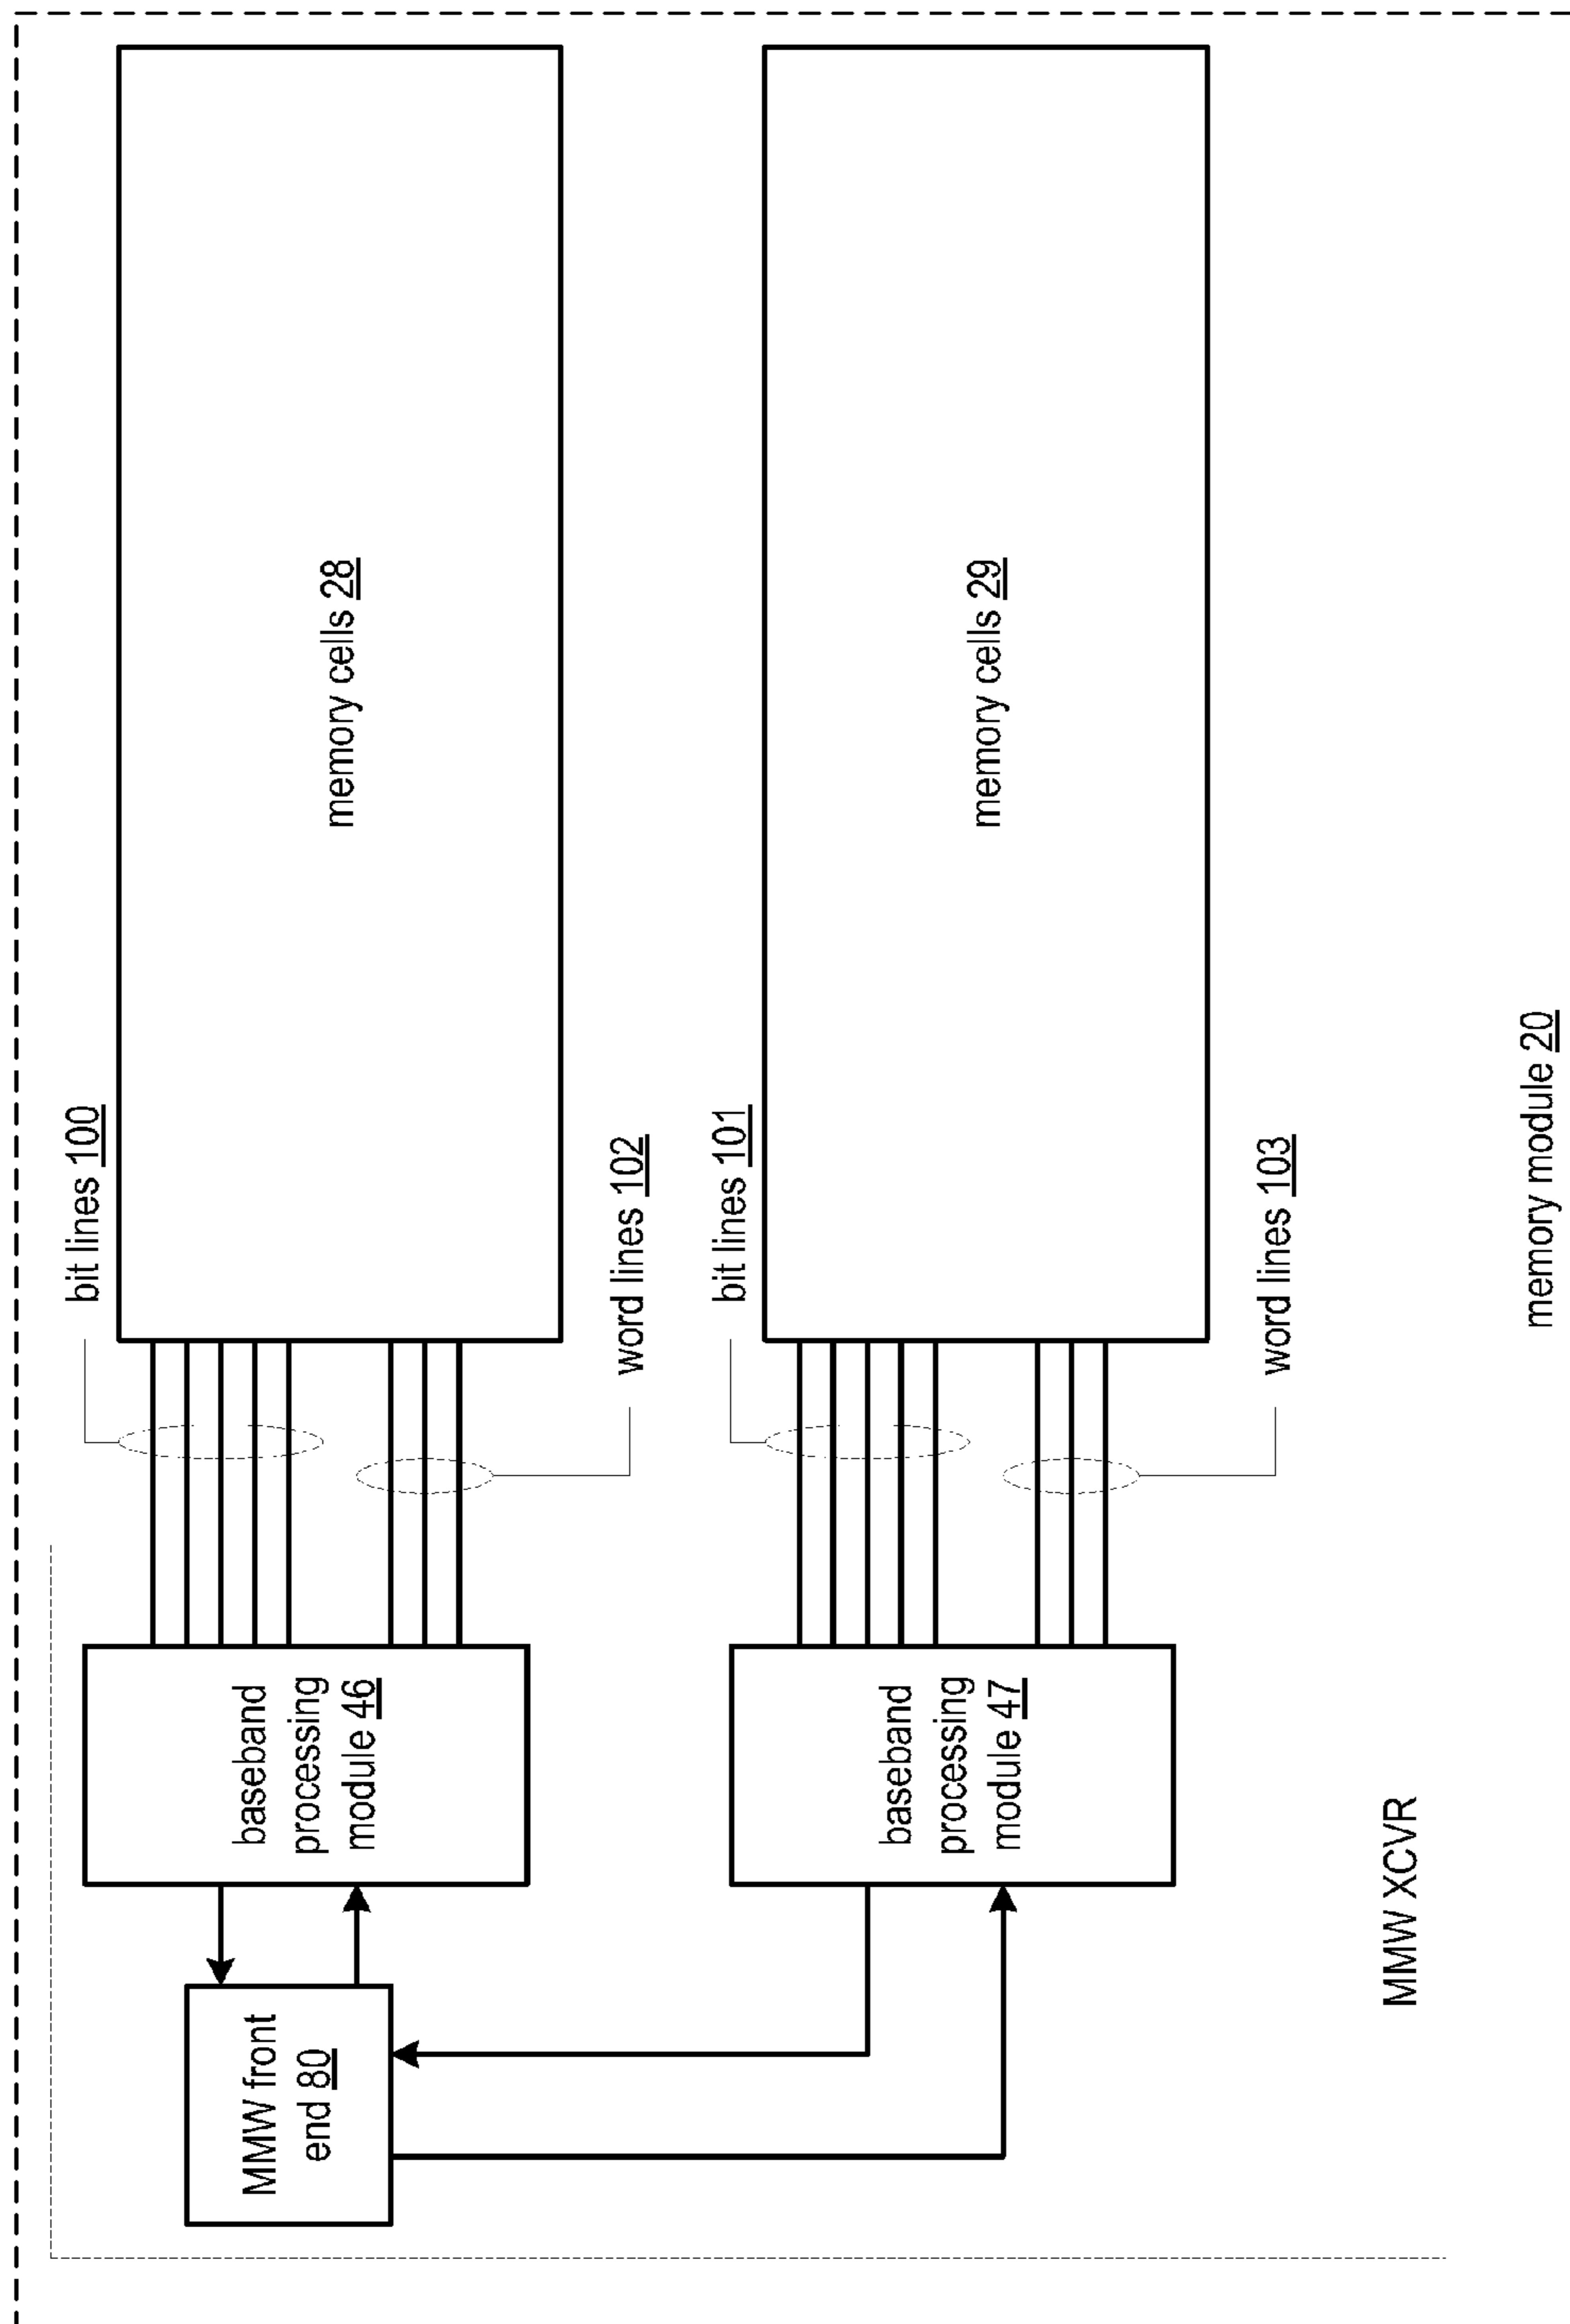 bit lines 100
memory cells 28
word lines 102
baseband
processing
module 46
MMW front
end 80
bit lines 101
memory cells 29
word lines 103
baseband
processing
module 47
MMW XCVR
memory module 20